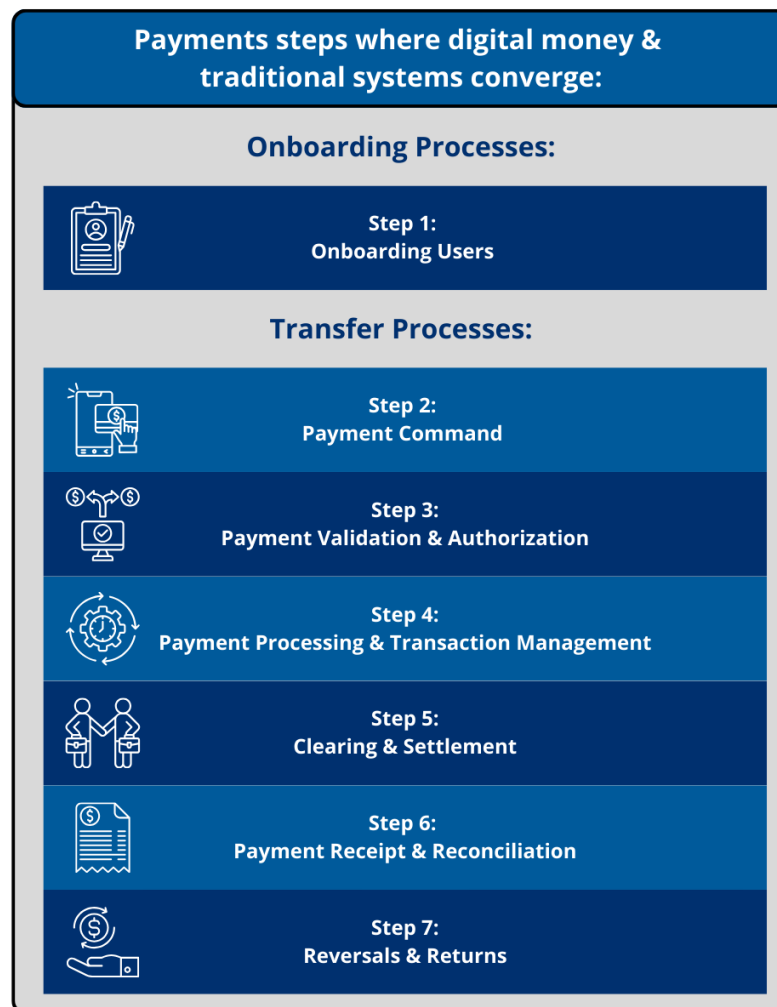 Payments steps where digital money &
traditional systems converge:
Onboarding Processes:
Step 1:
Onboarding Users
Transfer Processes:
Step 2:
Payment Command
Step 3:
Payment Validation & Authorization
Step 4:
Payment Processing & Transaction Management
Step 5:
Clearing & Settlement
Step 6:
Payment Receipt & Reconciliation
Step 7:
Reversals & Returns